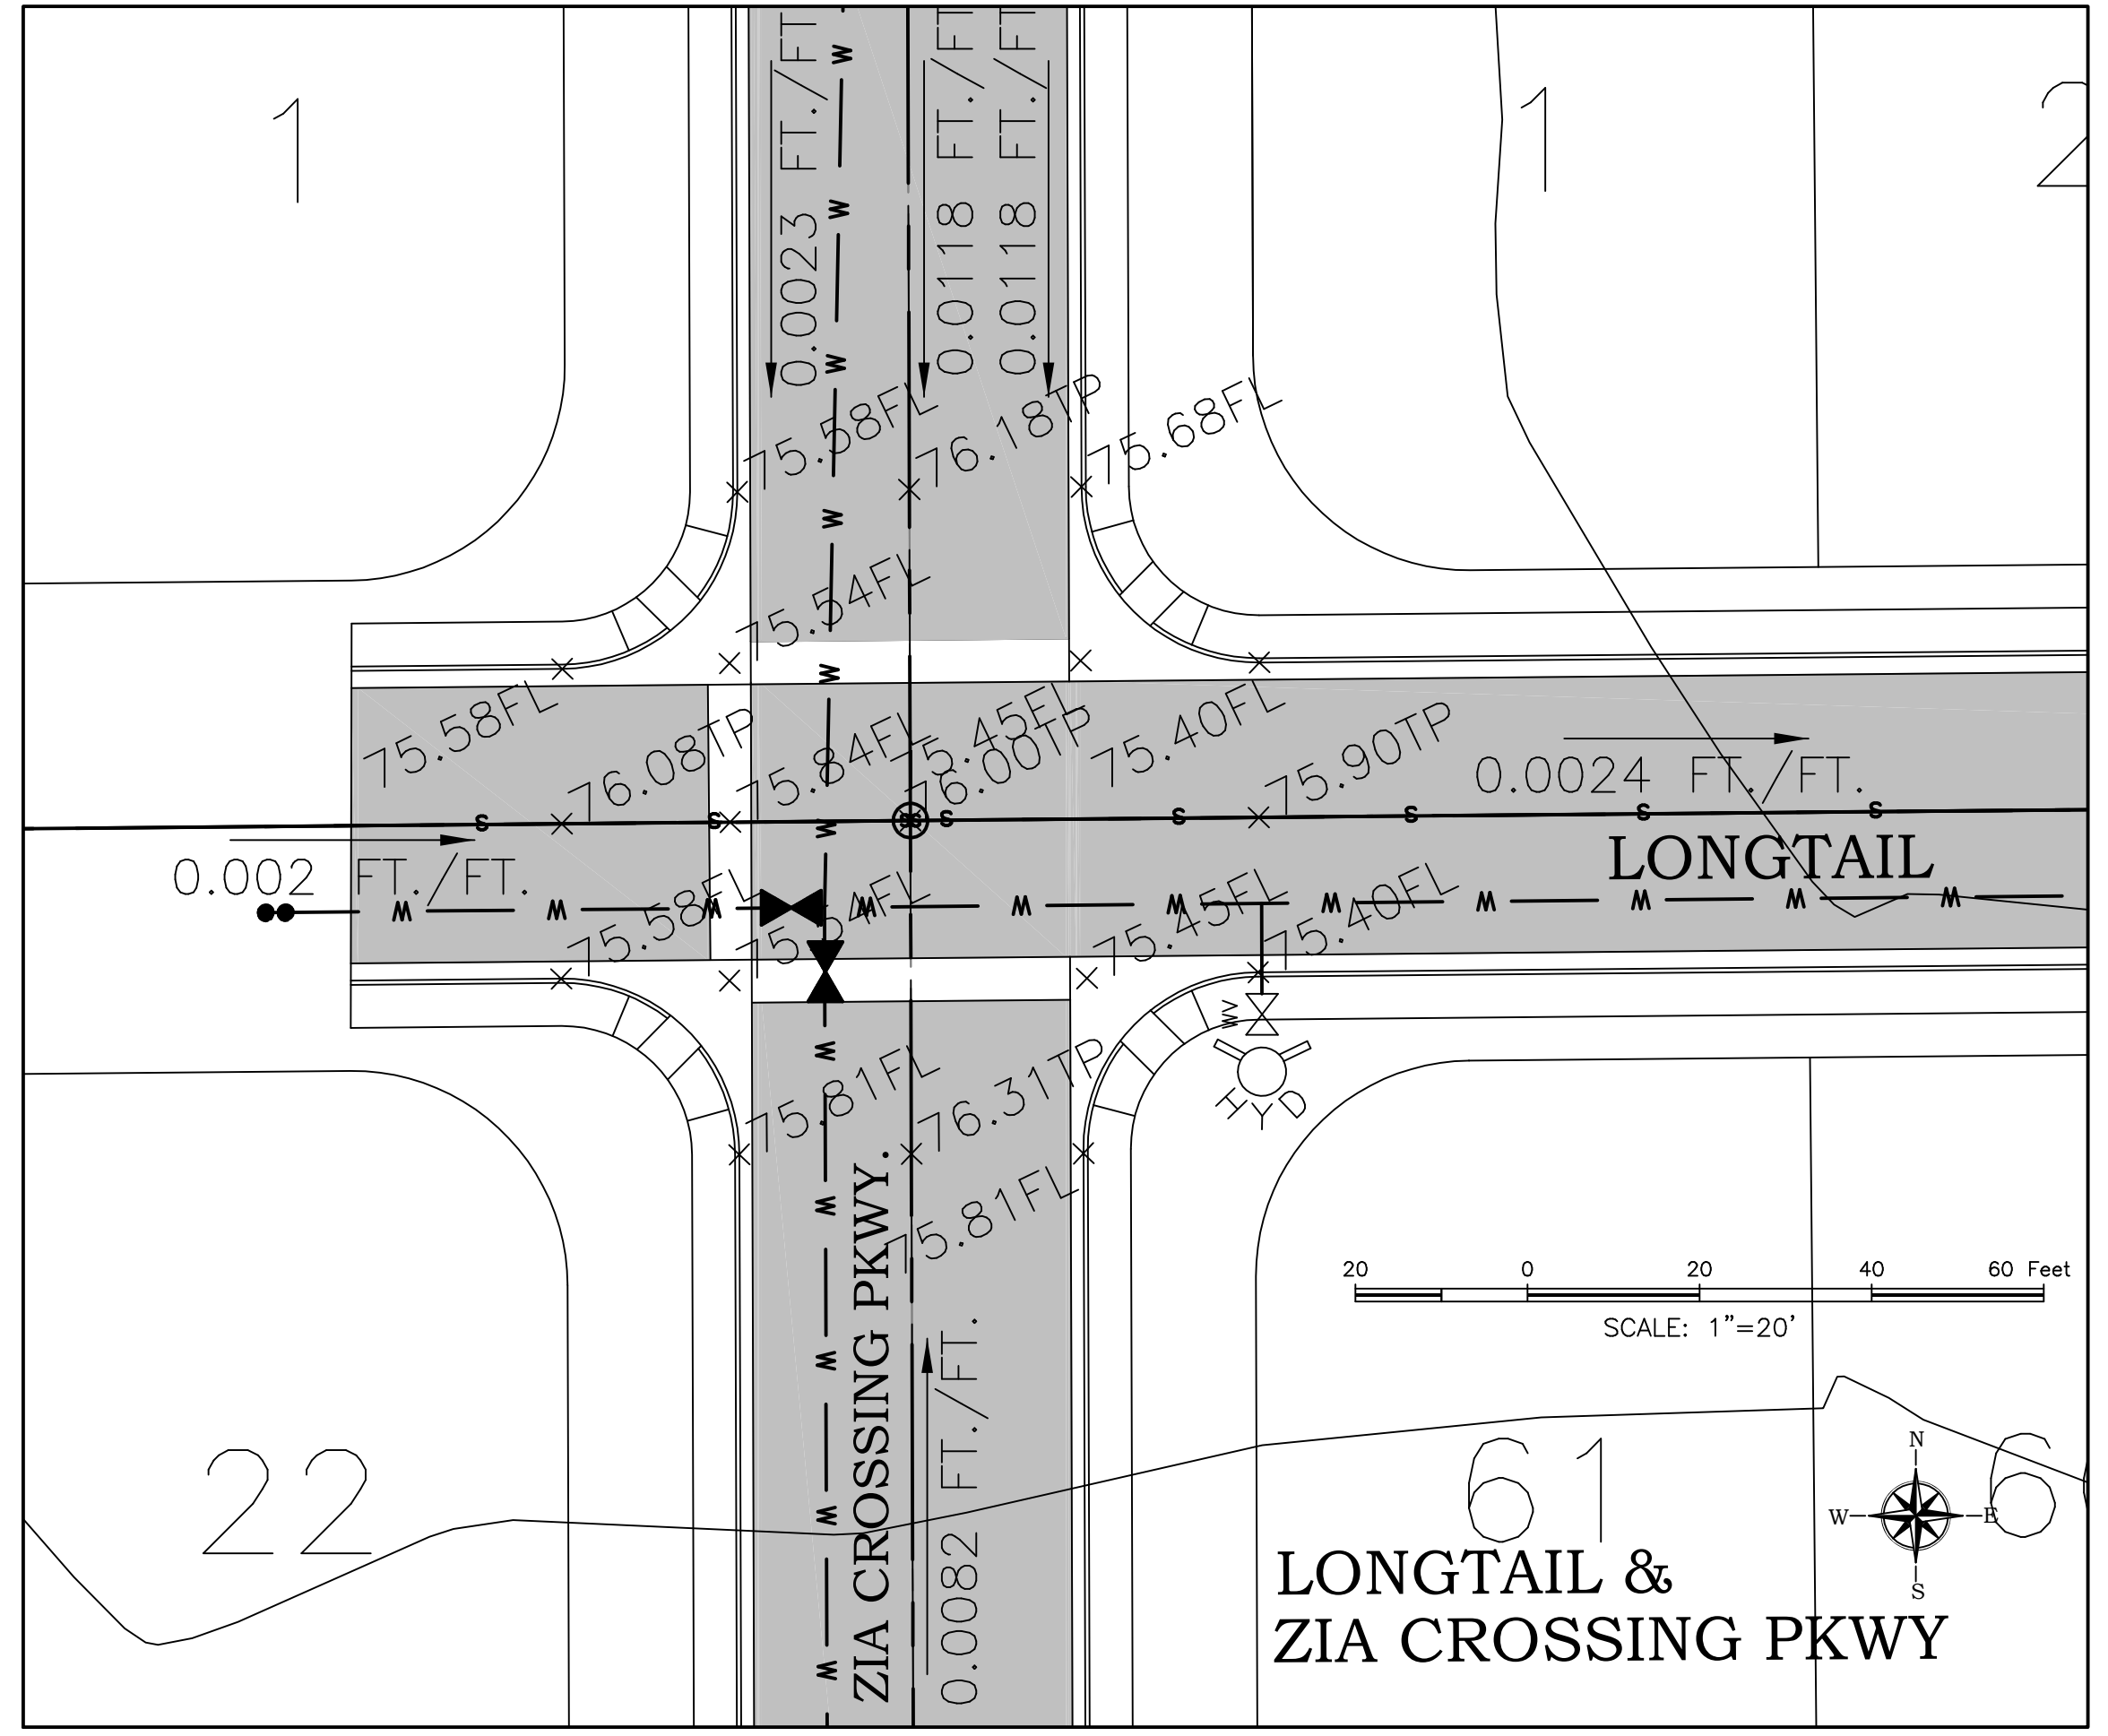 1
1
2
0.0023 FT./FT
0.0118 FT./FT
0.0118 FT./FT
W
W
W
W
W
W
W
W
W
W
W
W
75.58FL
76.18TP
75.68FL
75.54FL
75.58FL
76.08TP
75.84FL
75.45FL
76.00TP
75.40FL
75.90TP
0.0024 FT./FT.
S
S
S
S
S
S
S
LONGTAIL
0.002 FT./FT.
W
W
W
W
W
W
W
W
W
W
W
75.58FL
75.45FL
75.40FL
WV
HYD
75.81FL
76.31TP
75.81FL
ZIA CROSSING PKWY.
0.0082 FT./FT.
20 0 20 40 60 Feet
SCALE: 1"=20'
22
61
6
N
W E
S
LONGTAIL &
ZIA CROSSING PKWY